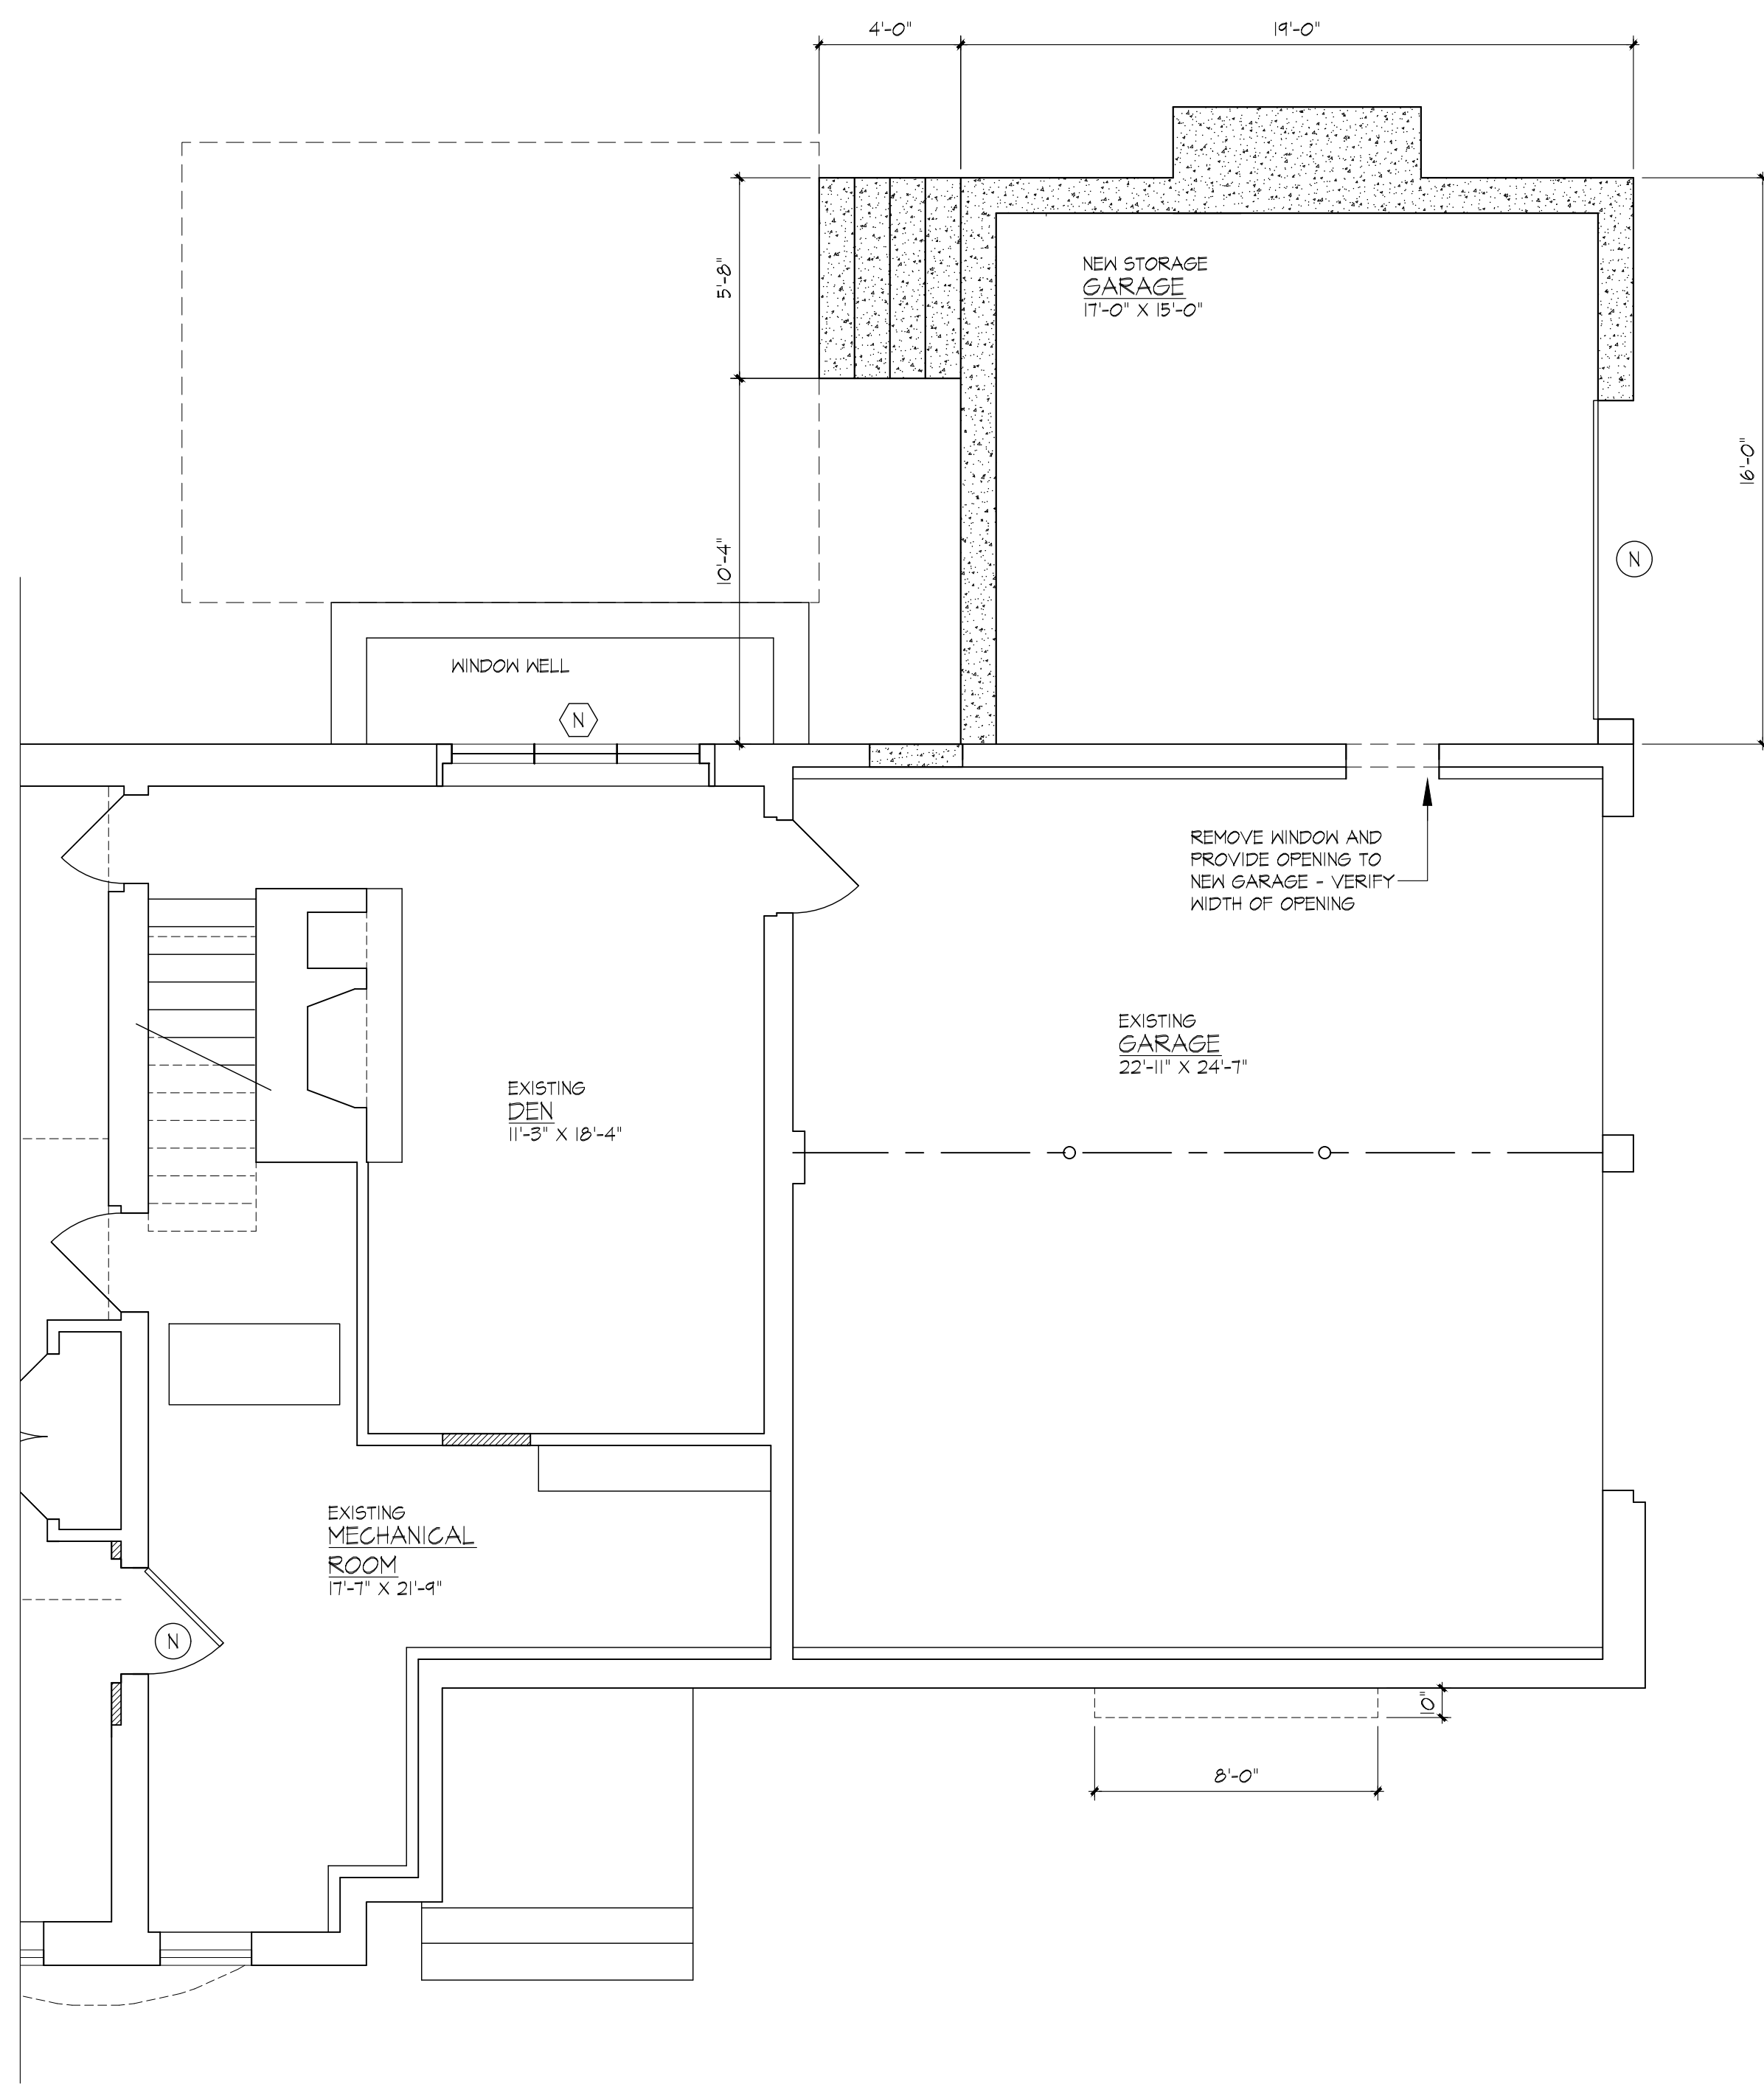 4'-0"
19'-0"
5'-8"
NEW STORAGE
GARAGE
17'-0" X 15'-0"
16'-0"
10'-4"
N
WINDOW WELL
N
REMOVE WINDOW AND
PROVIDE OPENING TO
NEW GARAGE - VERIFY
WIDTH OF OPENING
EXISTING
GARAGE
22'-11" X 24'-7"
EXISTING
DEN
11'-3" X 18'-4"
EXISTING
MECHANICAL
ROOM
17'-7" X 21'-9"
N
10"
8'-0"